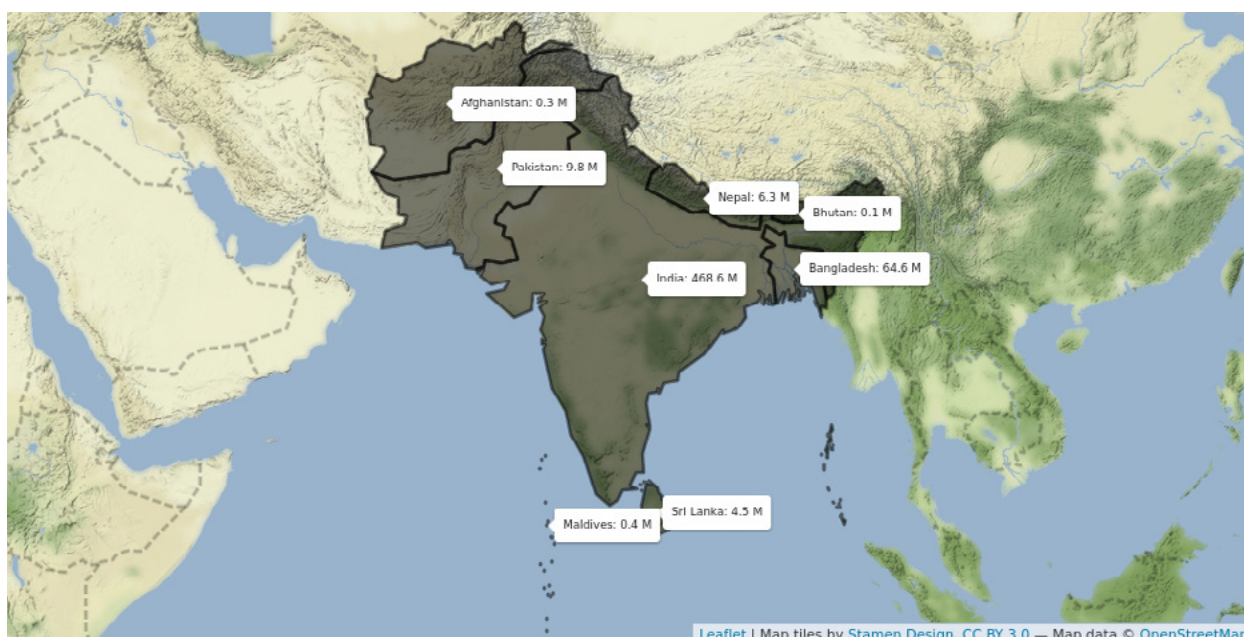 Afghanistan: 0.3 M
Pakistan: 9.8 M
Nepal: 6.3 M
Bhutan: 0.1 M
Bangladesh: 64.6 M
India: 468.6 M
Sri Lanka: 4.5 M
Maldives: 0.4 M
Leaflet | Map tiles by Stamen Design, CC BY 3.0 — Map data © OpenStreetMap